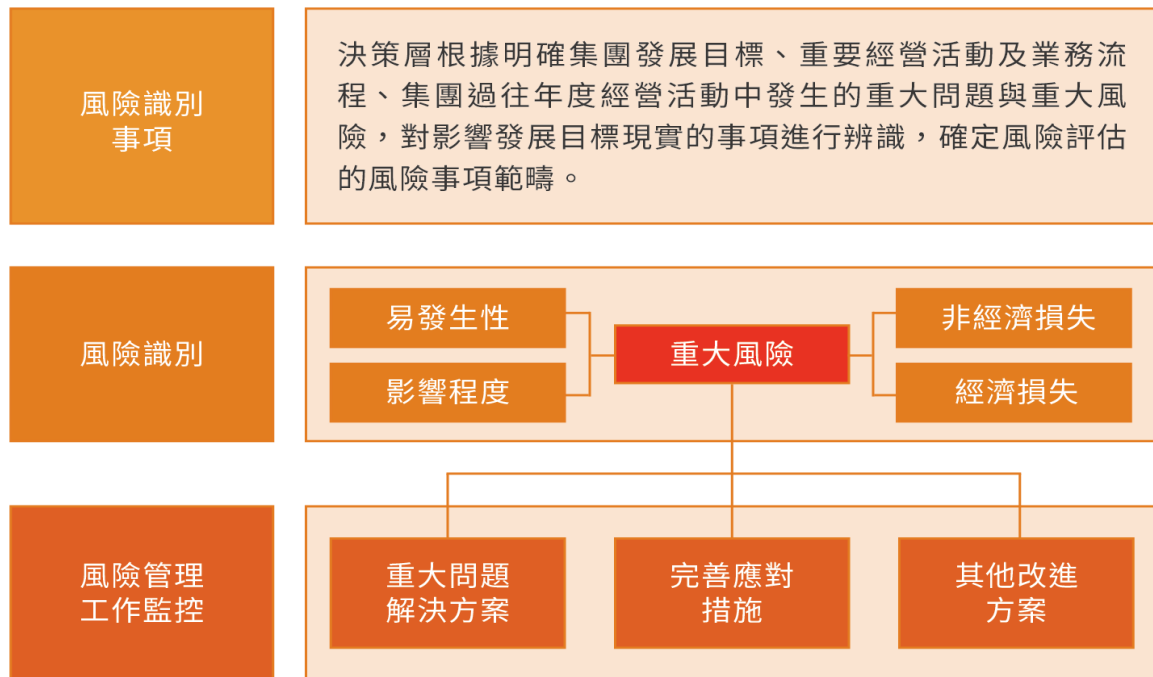 風險識別
事項
決策層根據明確集團發展目標、重要經營活動及業務流
程、集團過往年度經營活動中發生的重大問題與重大風
險，對影響發展目標現實的事項進行辨識，確定風險評估
的風險事項範疇。
風險識別
易發生性
影響程度
重大風險
非經濟損失
經濟損失
風險管理
工作監控
重大問題
解決方案
完善應對
措施
其他改進
方案